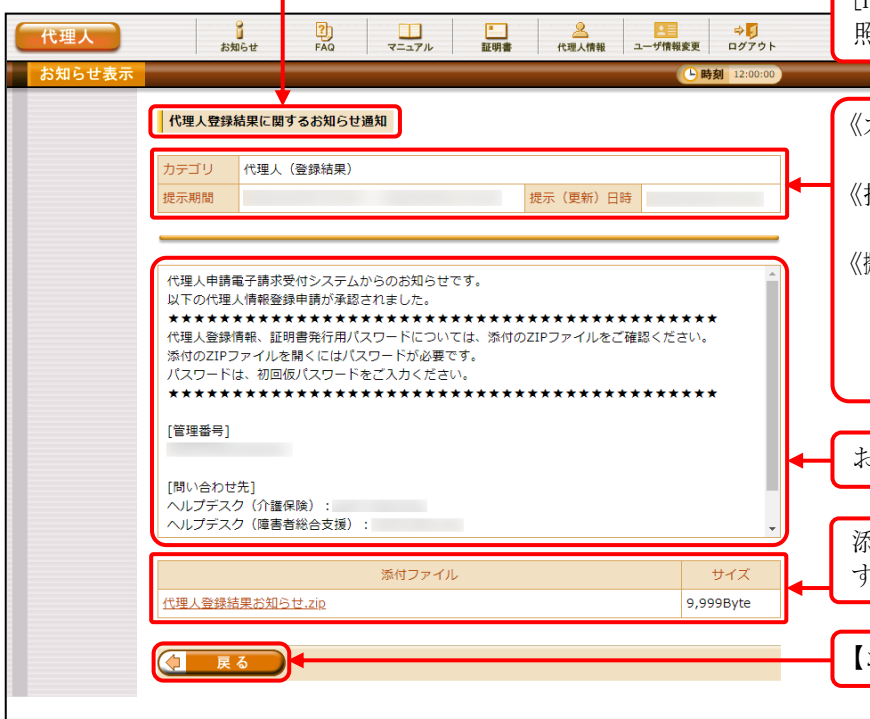 代理人
お知らせ
FAQ
マニュアル
証明書
代理人情報
ユーザ情報変更
ログアウト
照
お知らせ表示
時刻 12:00:00
代理人登録結果に関するお知らせ通知
カテゴリ 代理人（登録結果）
提示期間 提示（更新）日時
代理人申請電子請求受付システムからのお知らせです。
以下の代理人情報登録申請が承認されました。
★★★★★★★★★★★★★★★★★★★★★★★★★★★★★★★★★★★★★★★★★★
代理人登録情報、証明書発行用パスワードについては、添付のZIPファイルをご確認ください。
添付のZIPファイルを開くにはパスワードが必要です。
パスワードは、初回仮パスワードをご入力ください。
★★★★★★★★★★★★★★★★★★★★★★★★★★★★★★★★★★★★★★★★★★
[管理番号]
[問い合わせ先]
ヘルプデスク（介護保険）：
ヘルプデスク（障害者総合支援）：
お
添
す
添付ファイル サイズ
代理人登録結果お知らせ.zip 9,999Byte
戻る